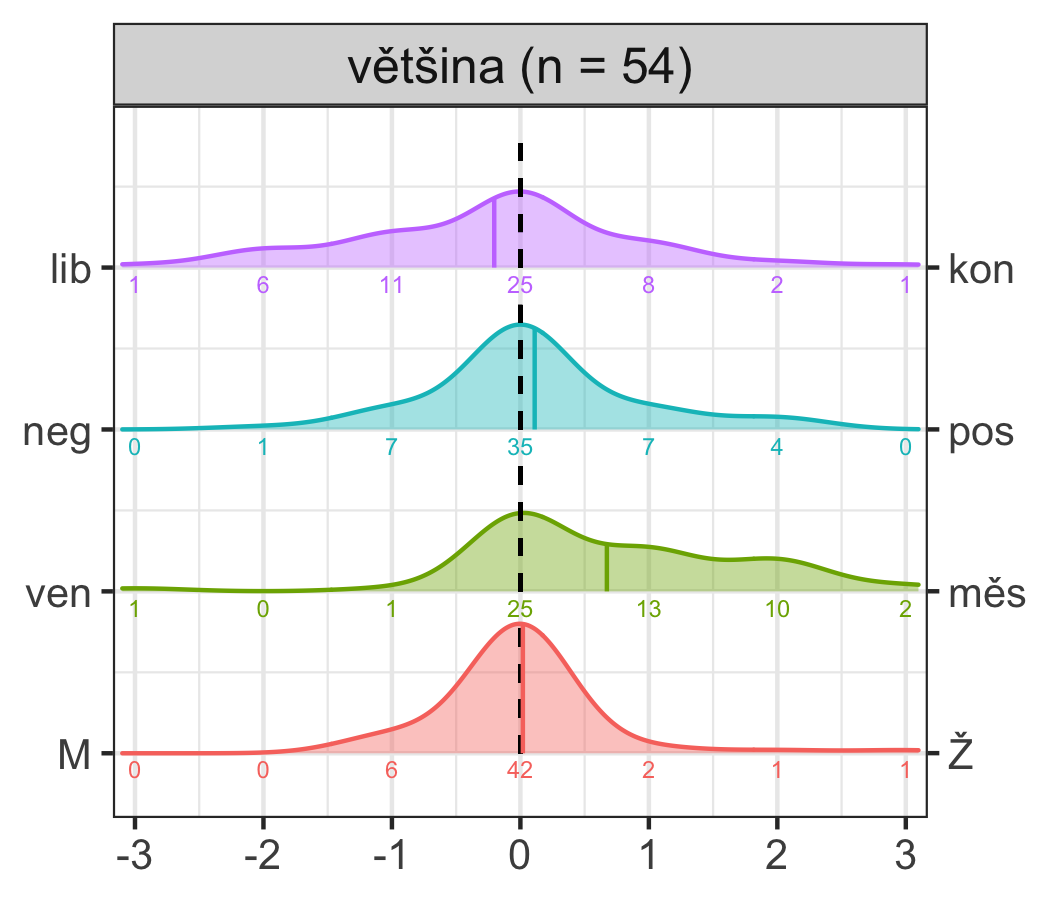 většina (n = 54)
lib kon
1 6 11 25 8 2 1
neg pos
0 1 7 35 7 4 0
ven měs
1 0 1 25 13 10 2
M Ž
0 0 6 42 2 1 1
-3 -2 -1 0 1 2 3